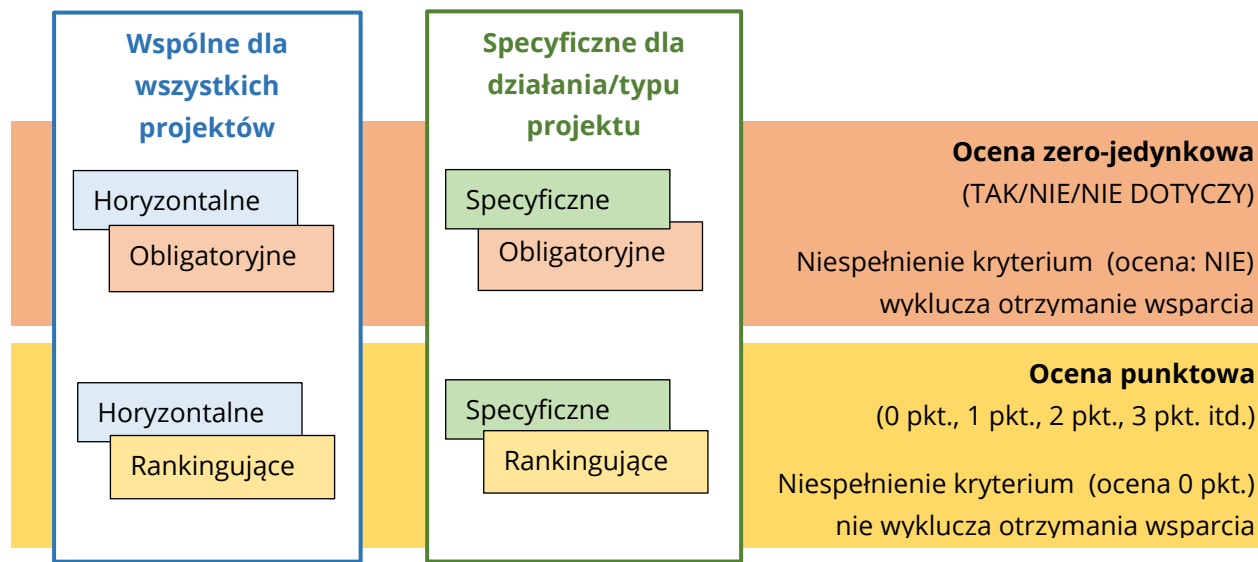 Wspólne dla
wszystkich
projektów
Specyficzne dla
działania/typu
projektu
Horyzontalne
Obligatoryjne
Specyficzne
Obligatoryjne
Ocena zero-jedynkowa
(TAK/NIE/NIE DOTYCZY)
Niespełnienie kryterium (ocena: NIE)
wyklucza otrzymanie wsparcia
Horyzontalne
Rankingujące
Specyficzne
Rankingujące
Ocena punktowa
(0 pkt., 1 pkt., 2 pkt., 3 pkt. itd.)
Niespełnienie kryterium (ocena 0 pkt.)
nie wyklucza otrzymania wsparcia